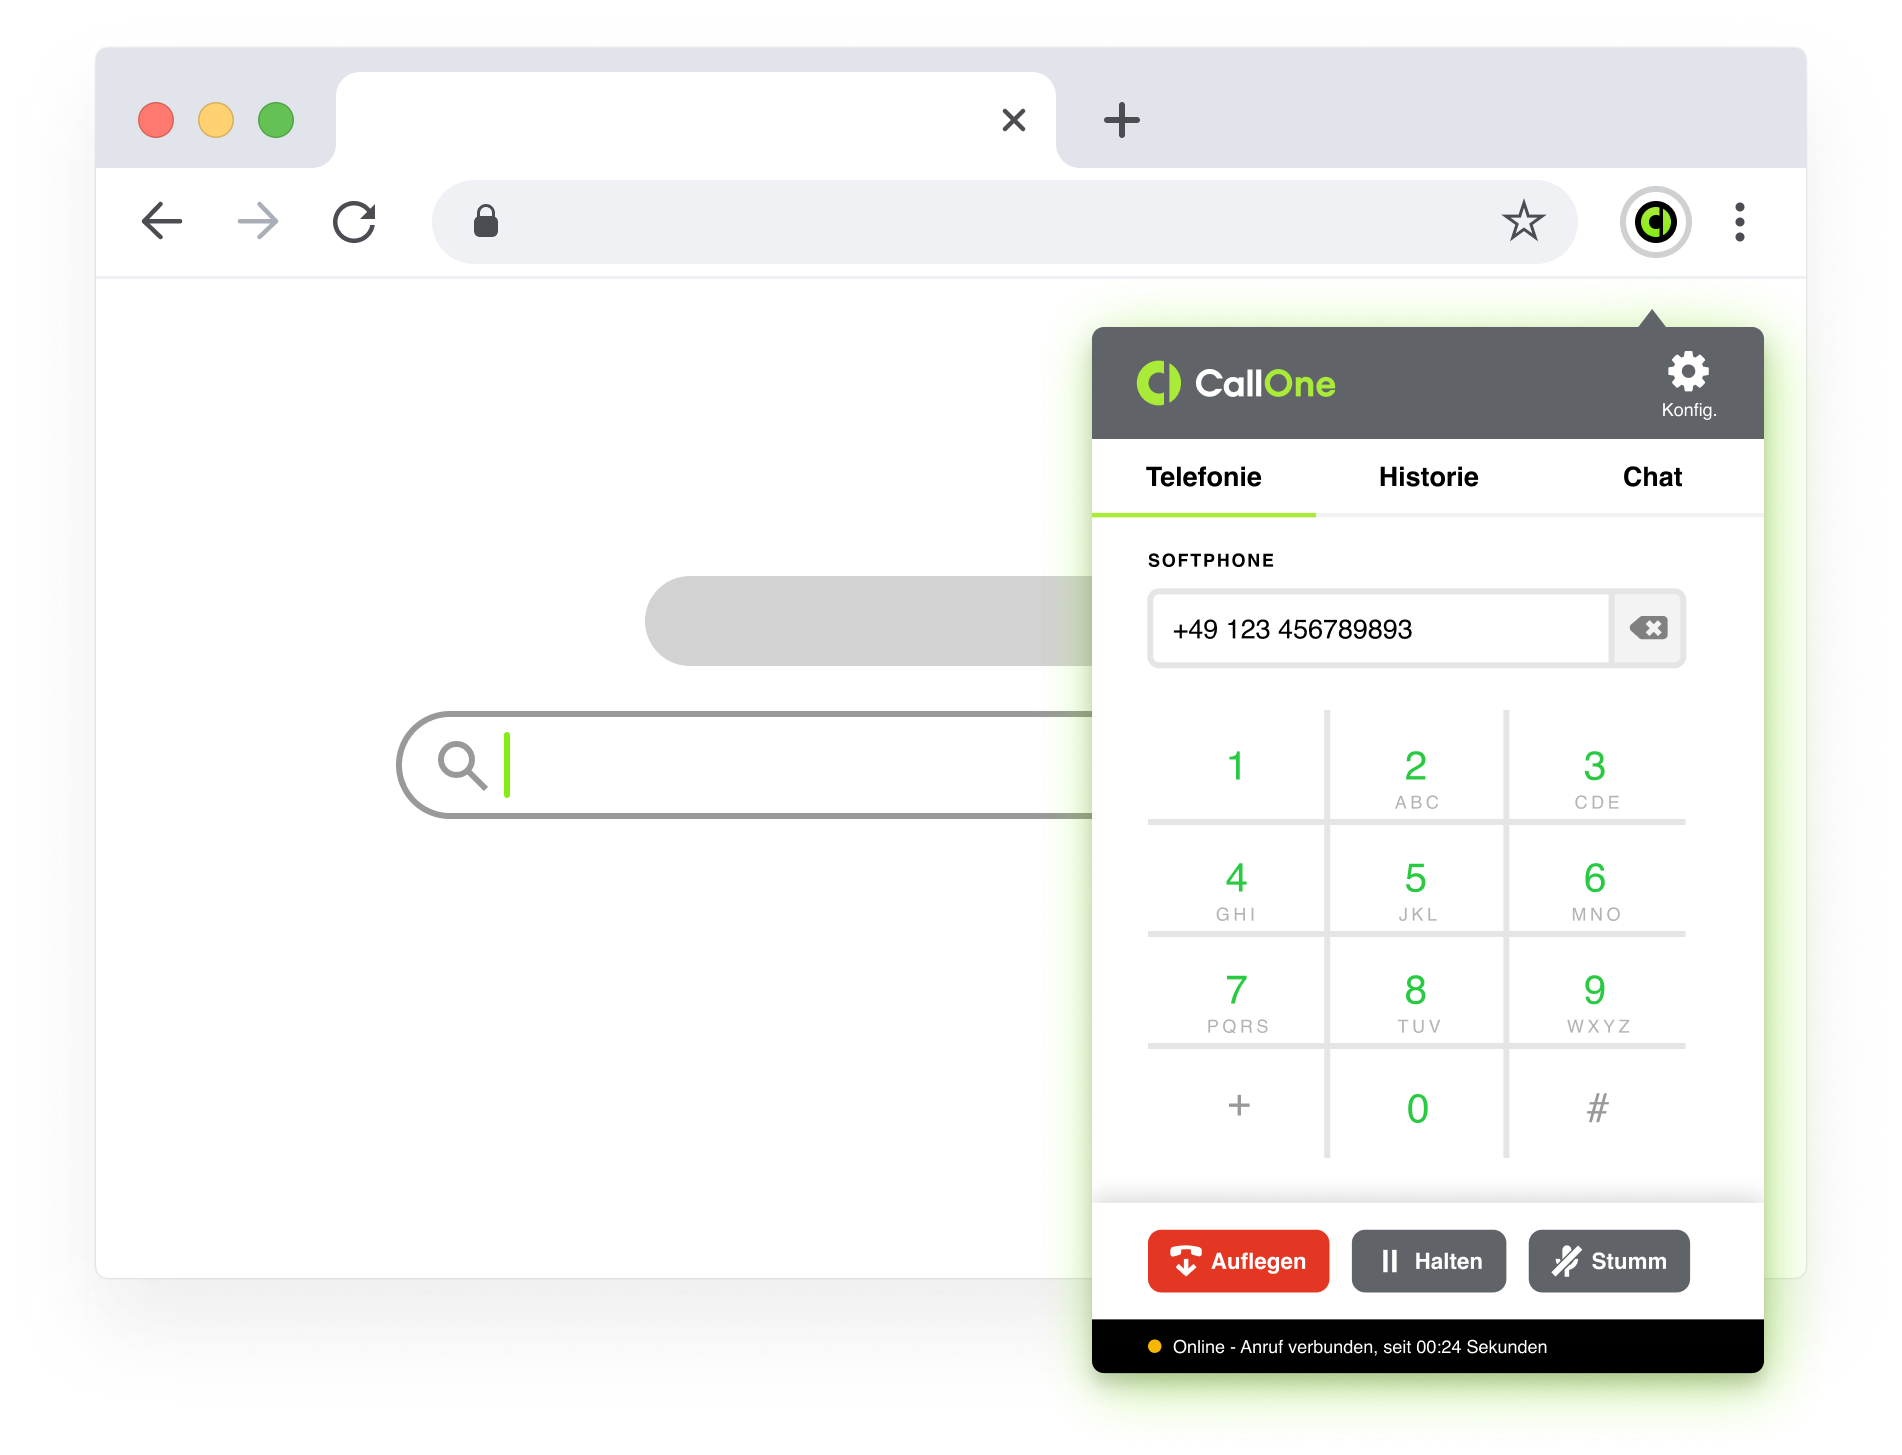 CallOne
Konfig.
Telefonie Historie Chat
SOFTPHONE
+49 123 456789893
1 2 3
ABC CDE
4 5 6
GHI JKL MNO
7 8 9
PQRS TUV WXYZ
+ 0 #
Auflegen Halten Stumm
Online - Anruf verbunden, seit 00:24 Sekunden